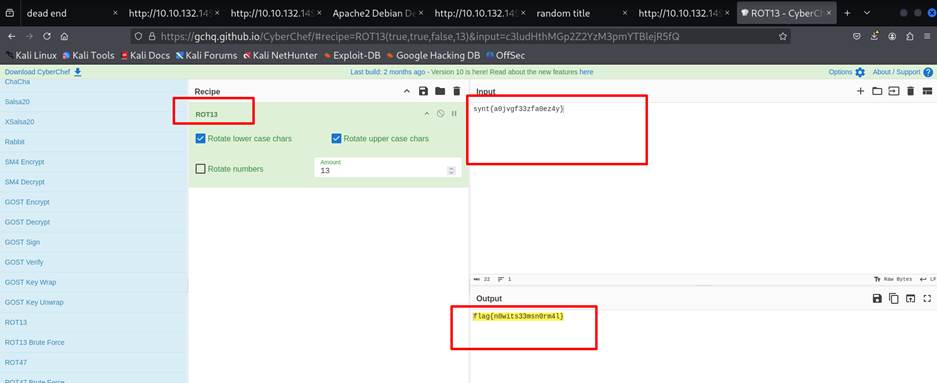 dead end × http://10.10.132.145 × http://10.10.132.145 × Apache2 Debian De × http://10.10.132.145 × random title × http://10.10.132.145 × ROT13 - CyberChef × +
https://gchq.github.io/CyberChef/#recipe=ROT13(true,true,false,13)&input=c3ludHthMGp2Z2YzM3pmYTBlejR5fQ
Kali Linux Kali Tools Kali Docs Kali Forums Kali NetHunter Exploit-DB Google Hacking DB OffSec
Download CyberChef Last build: 2 months ago - Version 10 is here! Read about the new features here Options About / Support
ChaCha
Salsa20
XSalsa20
Rabbit
SM4 Encrypt
SM4 Decrypt
GOST Encrypt
GOST Decrypt
GOST Sign
GOST Verify
GOST Key Wrap
GOST Key Unwrap
ROT13
ROT13 Brute Force
ROT47
ROT47 Brute Force
Recipe
ROT13
Rotate lower case chars Rotate upper case chars
Rotate numbers
Amount
13
Input
synt{a0jvgf33zfa0ez4y}
22 1 Raw Bytes LF
Output
flag{n0wits33msn0rm4l}